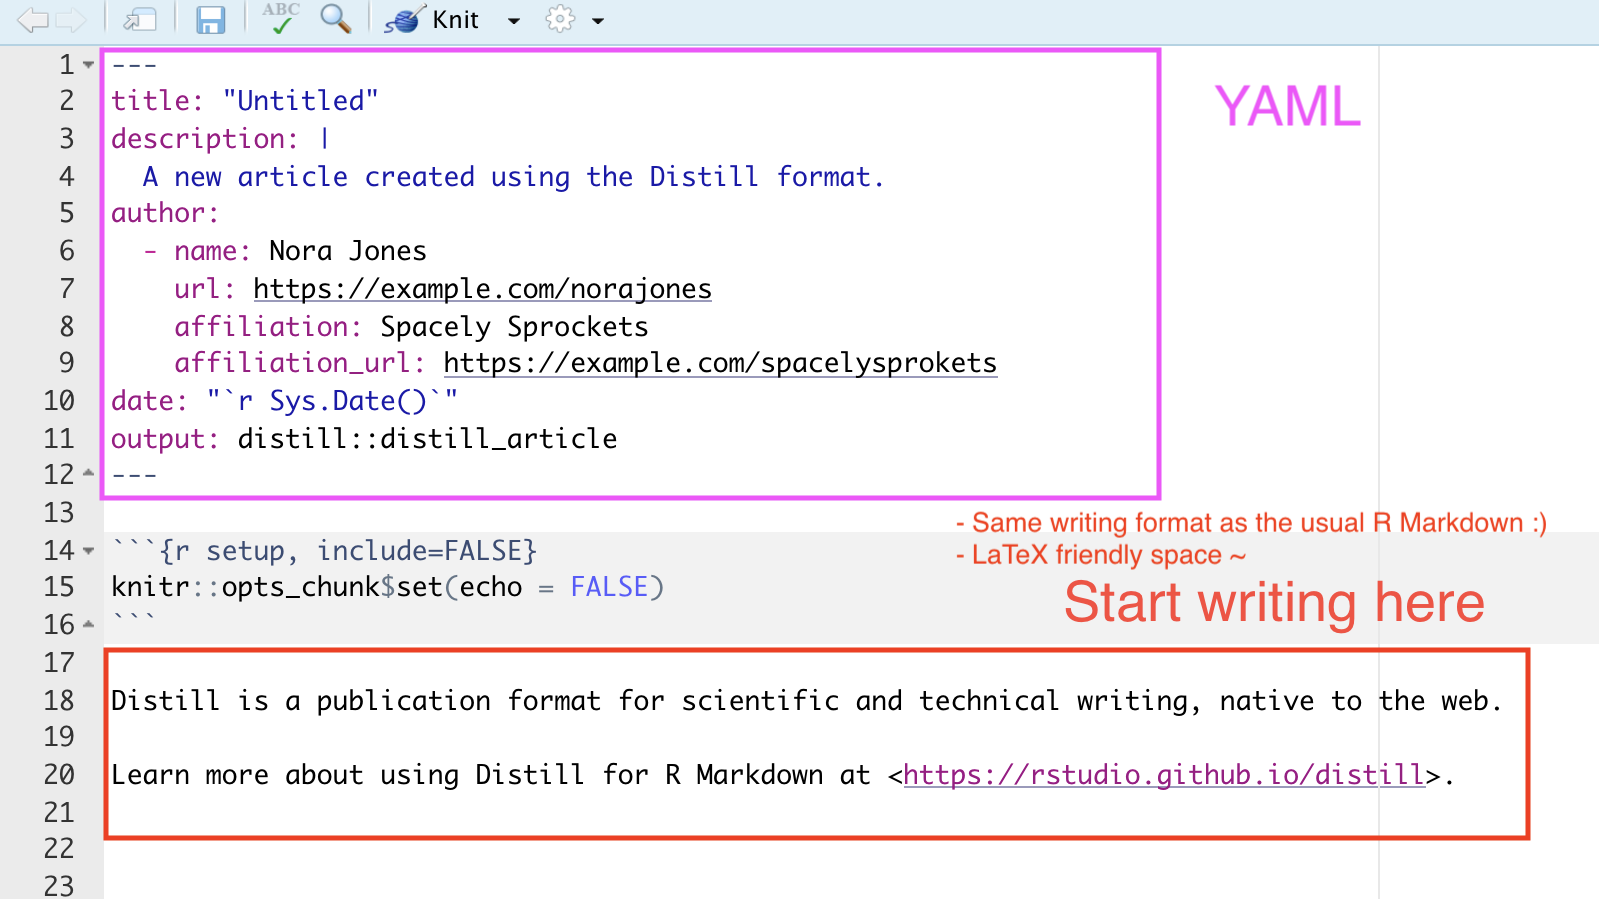 ABC Knit
1 ---
2 title: "Untitled"
YAML
3 description: |
4 A new article created using the Distill format.
5 author:
6 - name: Nora Jones
7 url: https://example.com/norajones
8 affiliation: Spacely Sprockets
9 affiliation_url: https://example.com/spacelysprokets
10 date: "`r Sys.Date()`"
11 output: distill::distill_article
12 ---
13
- Same writing format as the usual R Markdown :)
14 ```{r setup, include=FALSE}
- LaTeX friendly space ~
15 knitr::opts_chunk$set(echo = FALSE)
Start writing here
16 ```
17
18 Distill is a publication format for scientific and technical writing, native to the web.
19
20 Learn more about using Distill for R Markdown at <https://rstudio.github.io/distill>.
21
22
23